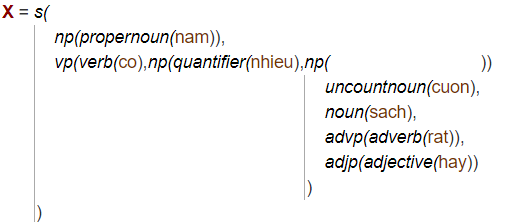 X = s(
np(propernoun(nam)),
vp(verb(co),np(quantifier(nhieu),np( ))
uncountnoun(cuon),
noun(sach),
advp(adverb(rat)),
adjp(adjective(hay))
)
)